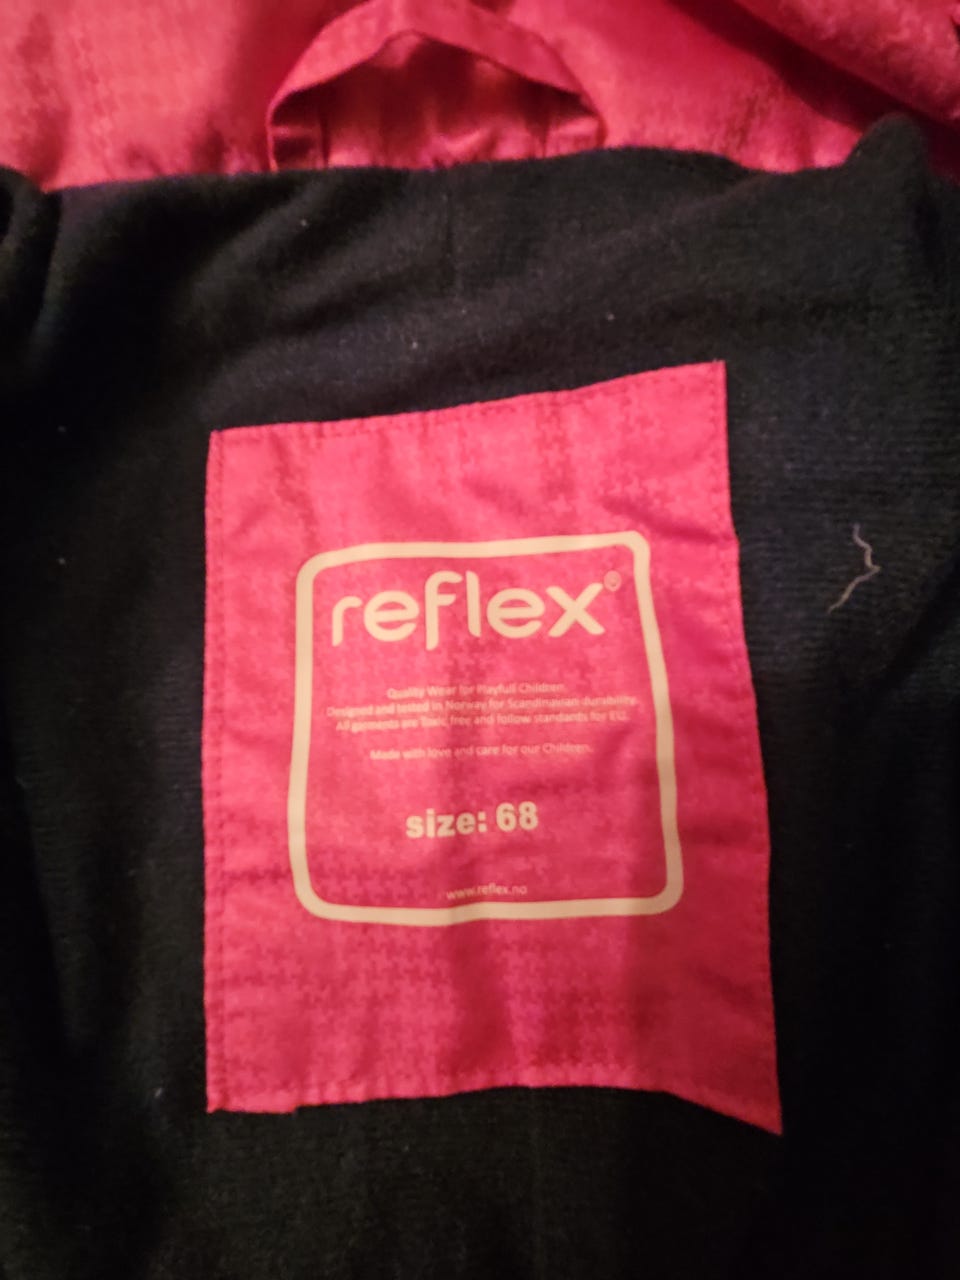 reflex®
Quality Wear for Playfull Children.
Designed and tested in Norway for Scandinavian durability.
All garments are Toxic free and follow standards for EU.
Made with love and care for our Children.
size: 68
www.reflex.no